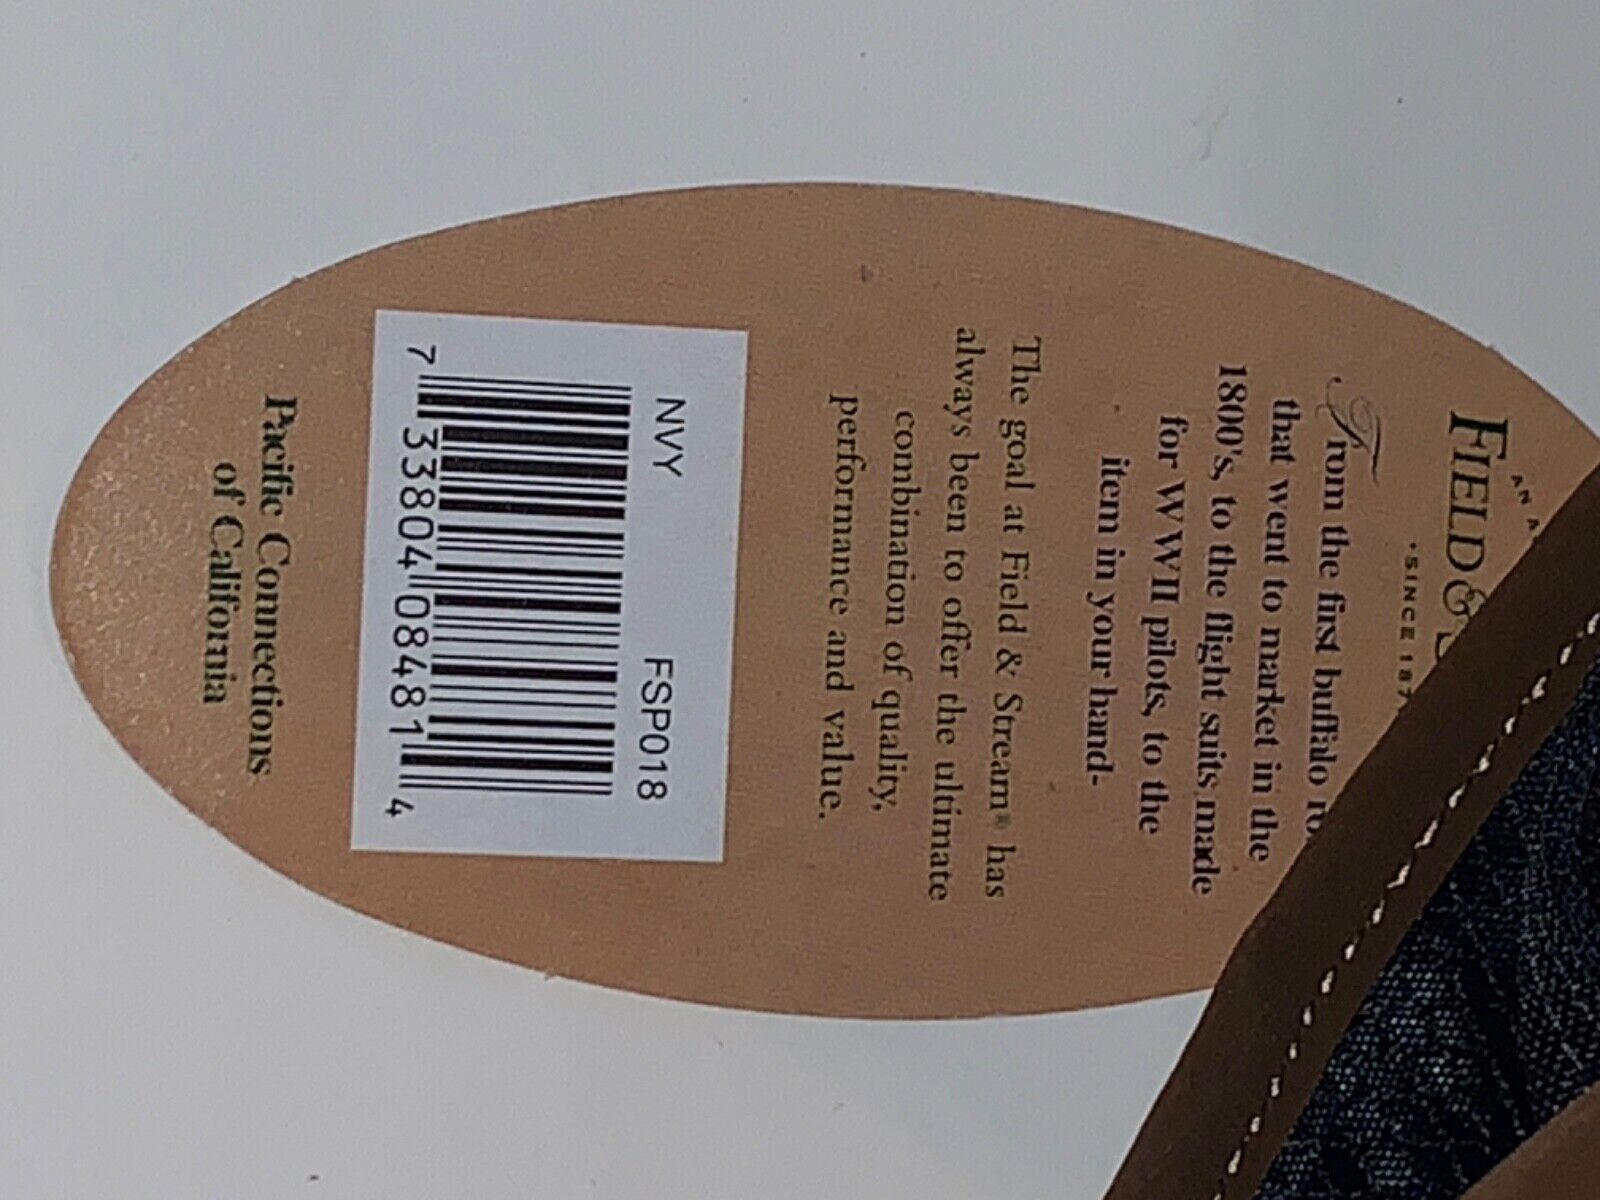 AN
FIELD &
•SINCE 187
From the first buffalo
that went to market in the
1800's, to the flight suits made
for WWII pilots, to the
item in your hand-
The goal at Field & Stream® has
always been to offer the ultimate
combination of quality,
performance and value.
NVY FSP018
7 33804 08481 4
Pacific Connections
of California